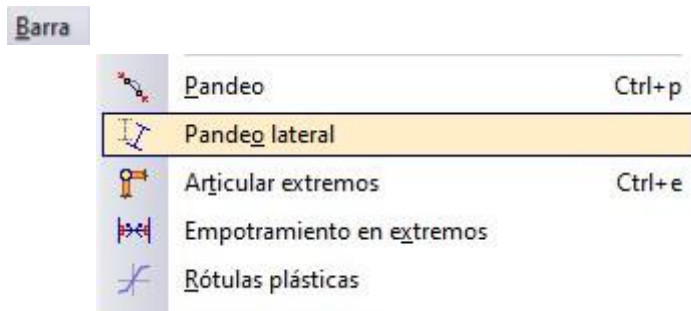 Barra
Pandeo Ctrl+p
Pandeo lateral
Articular extremos Ctrl+e
Empotramiento en extremos
Rótulas plásticas